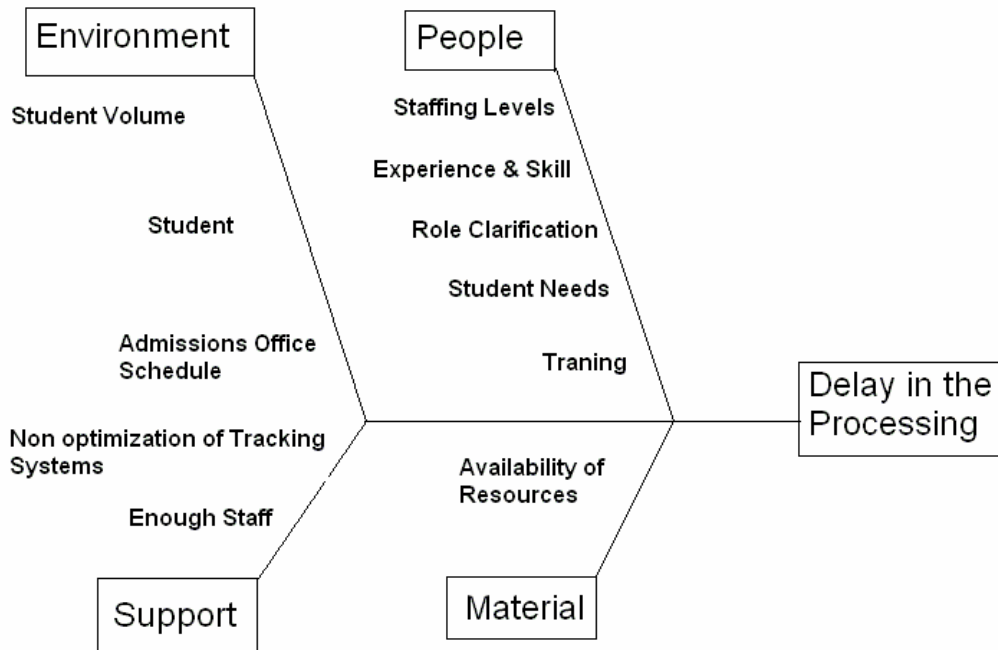 Environment
People
Student Volume
Staffing Levels
Experience & Skill
Student
Role Clarification
Student Needs
Admissions Office
Schedule
Traning
Delay in the
Processing
Non optimization of Tracking
Systems
Availability of
Resources
Enough Staff
Support
Material